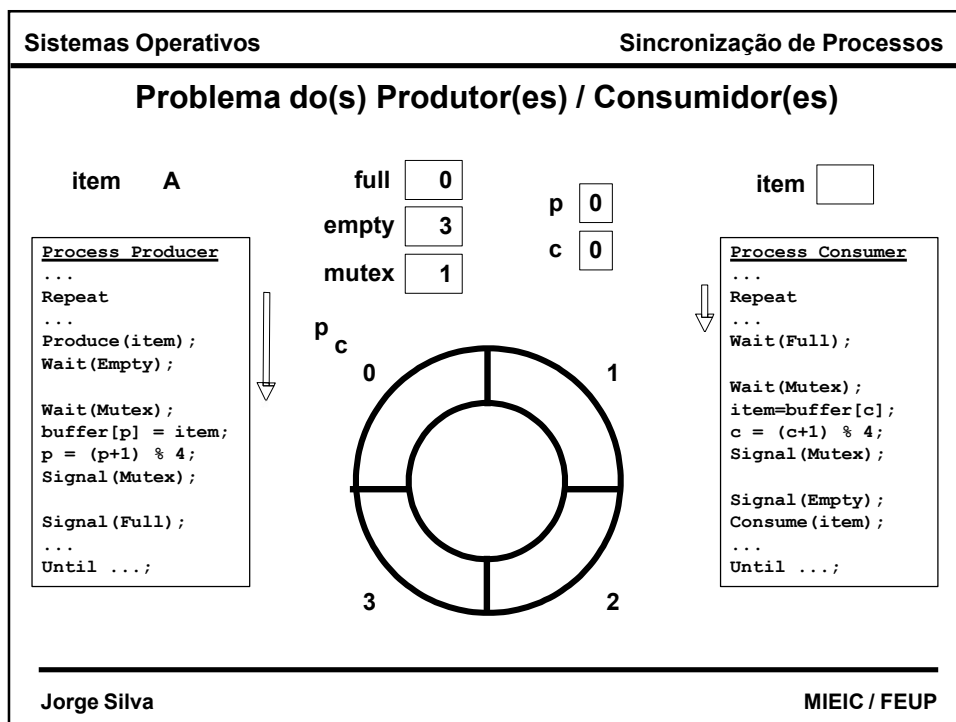 Sistemas Operativos
Sincronização de Processos
Problema do(s) Produtor(es) / Consumidor(es)
item A
full 0
empty 3
mutex 1
p 0
c 0
item
Process Producer
...
Repeat
...
Produce(item);
Wait(Empty);
Wait(Mutex);
buffer[p] = item;
p = (p+1) % 4;
Signal(Mutex);
Signal(Full);
...
Until ...;
p
c
0
1
3
2
Process Consumer
...
Repeat
...
Wait(Full);
Wait(Mutex);
item=buffer[c];
c = (c+1) % 4;
Signal(Mutex);
Signal(Empty);
Consume(item);
...
Until ...;
Jorge Silva
MIEIC / FEUP